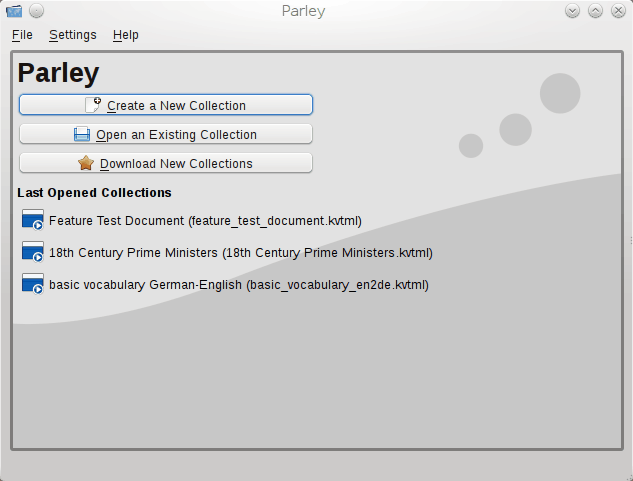 Parley
File Settings Help
Parley
Create a New Collection
Open an Existing Collection
Download New Collections
Last Opened Collections
Feature Test Document (feature_test_document.kvtml)
18th Century Prime Ministers (18th Century Prime Ministers.kvtml)
basic vocabulary German-English (basic_vocabulary_en2de.kvtml)